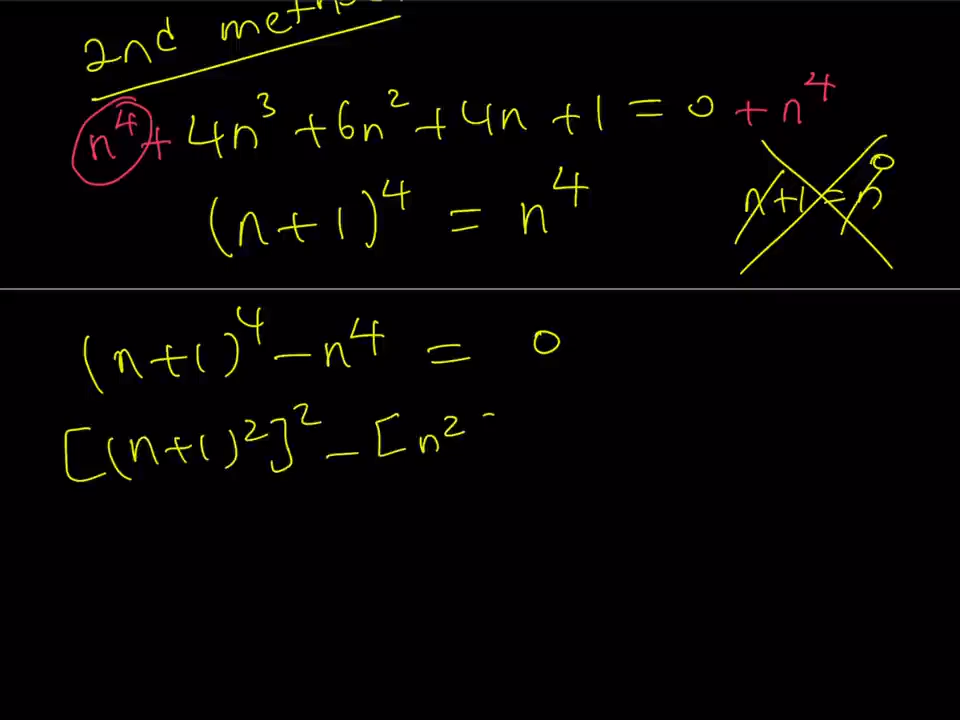 2nd
n⁴ + 4n³ + 6n² + 4n + 1 = 0 + n⁴
(n+1)⁴ = n⁴
n+1 = n
(n+1)⁴ - n⁴ = 0
[(n+1)²]² - [n²